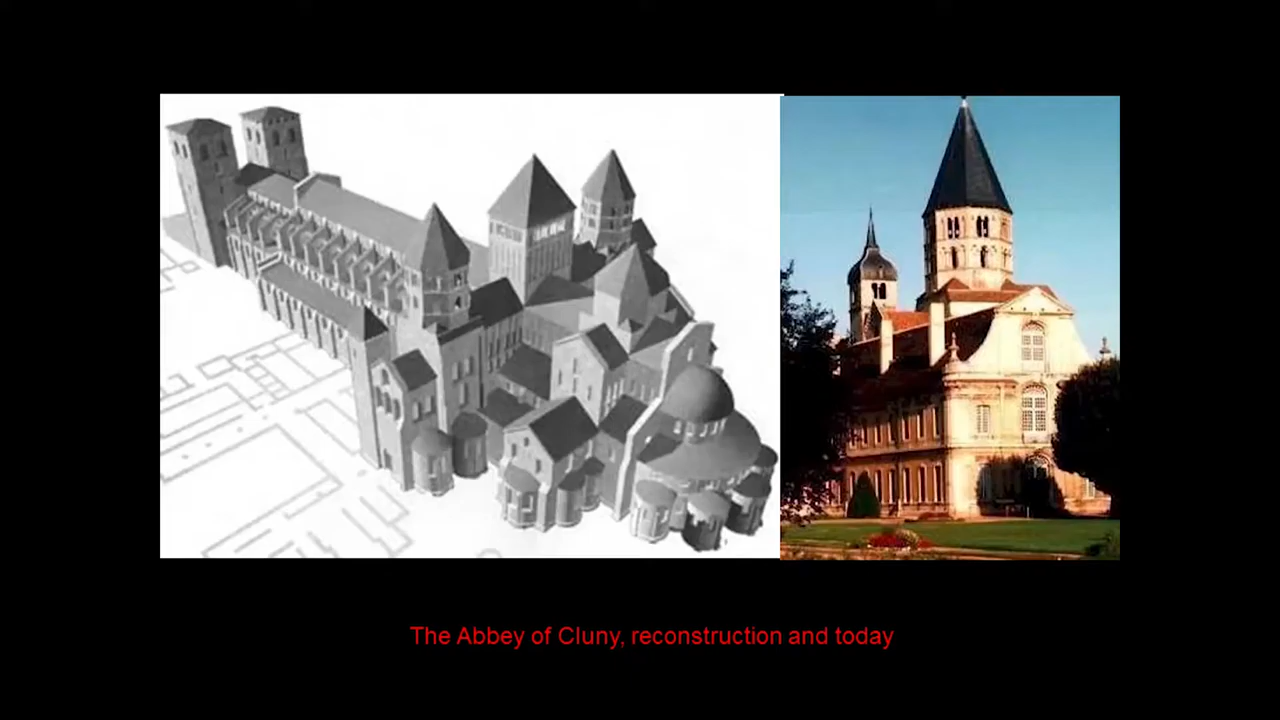 The Abbey of Cluny, reconstruction and today